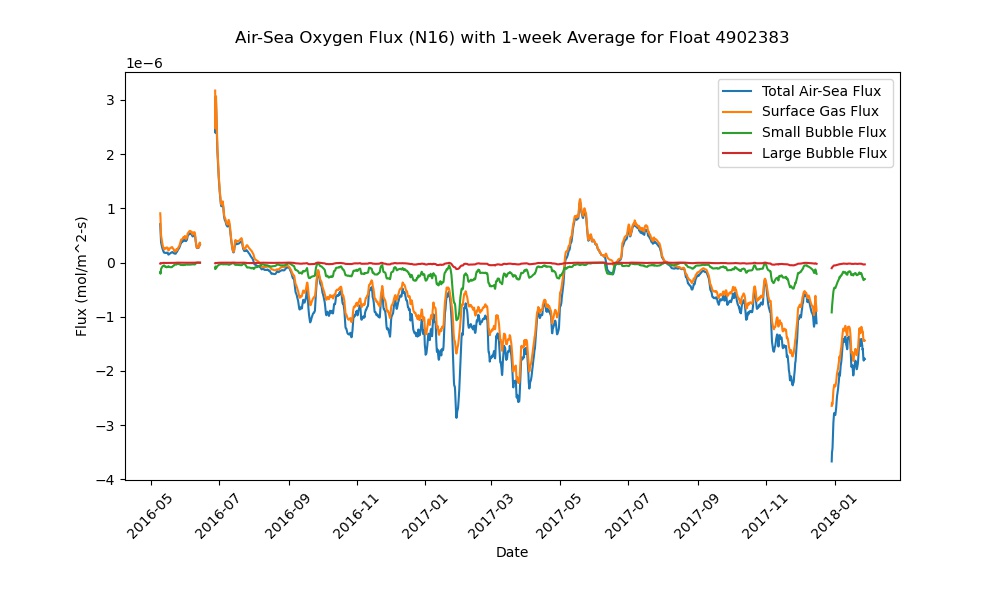 Air-Sea Oxygen Flux (N16) with 1-week Average for Float 4902383
1e−6
Total Air-Sea Flux
Surface Gas Flux
Small Bubble Flux
Large Bubble Flux
3
2
1
0
−1
−2
−3
−4
Flux (mol/m^2-s)
2016-05
2016-07
2016-09
2016-11
2017-01
2017-03
2017-05
2017-07
2017-09
2017-11
2018-01
Date